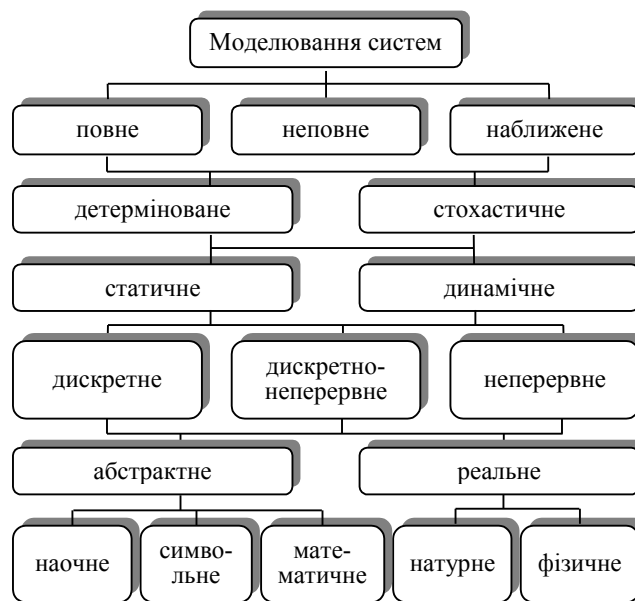 Моделювання систем
повне
неповне
наближене
детерміноване
стохастичне
статичне
динамічне
дискретне
дискретно-
неперервне
неперервне
абстрактне
реальне
наочне
симво-
льне
мате-
матичне
натурне
фізичне